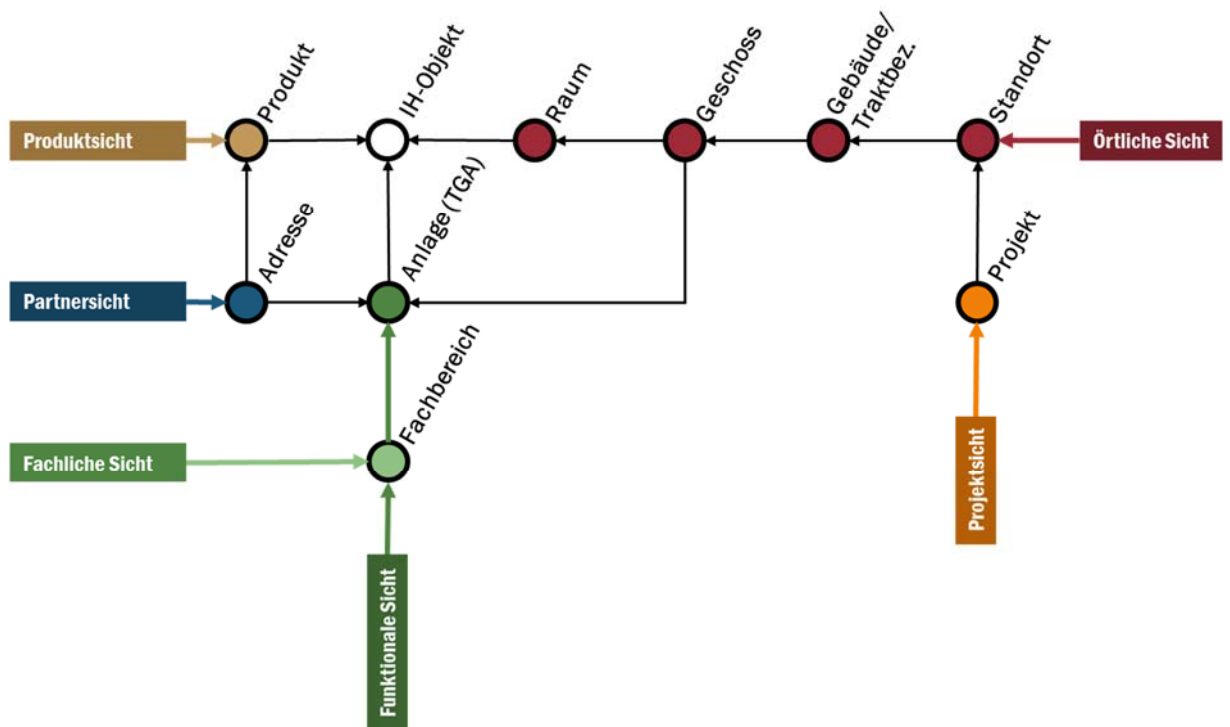 Produkt
IH-Objekt
Raum
Geschoss
Gebäude/
Traktbez.
Standort
Produktsicht
Örtliche Sicht
Adresse
Anlage (TGA)
Projekt
Partnersicht
Fachbereich
Fachliche Sicht
Projektsicht
Funktionale Sicht